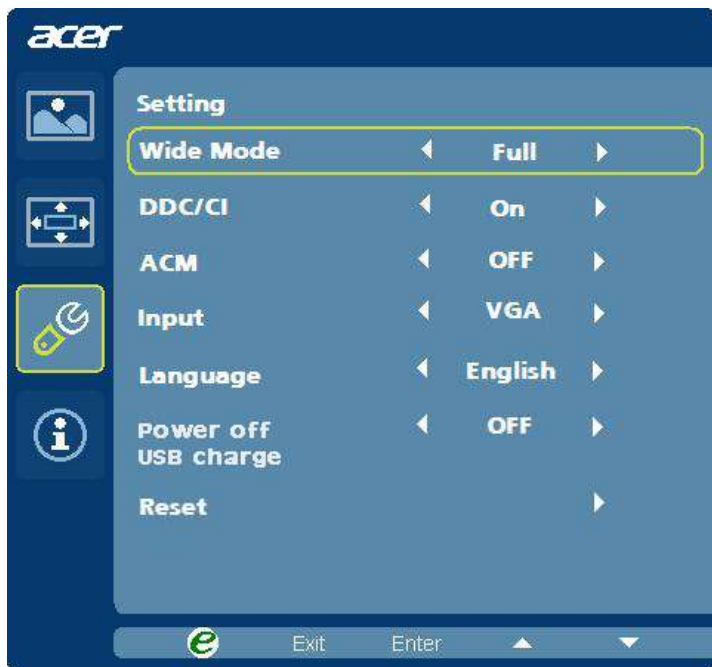 acer
Setting
Wide Mode Full
DDC/CI On
ACM OFF
Input VGA
Language English
Power off OFF
USB charge
Reset
e Exit Enter